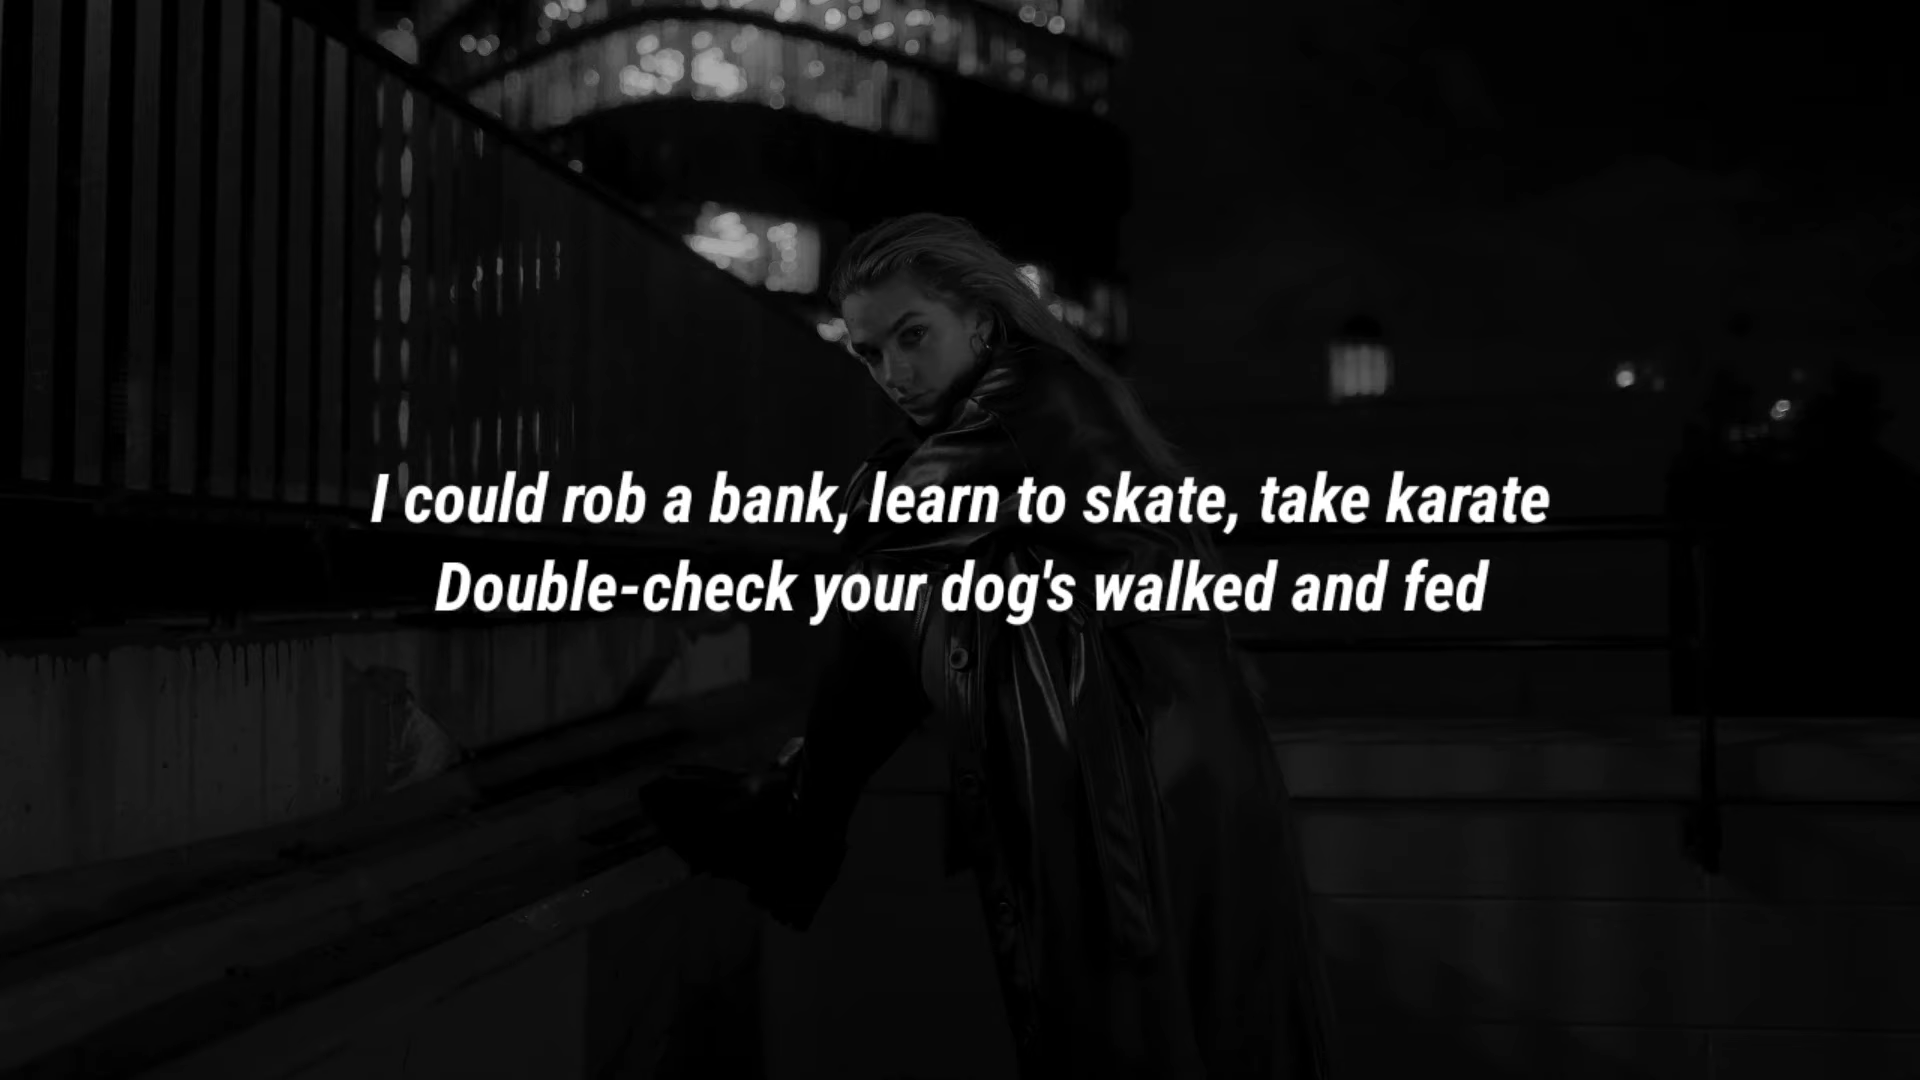 I could rob a bank, learn to skate, take karate
Double-check your dog's walked and fed